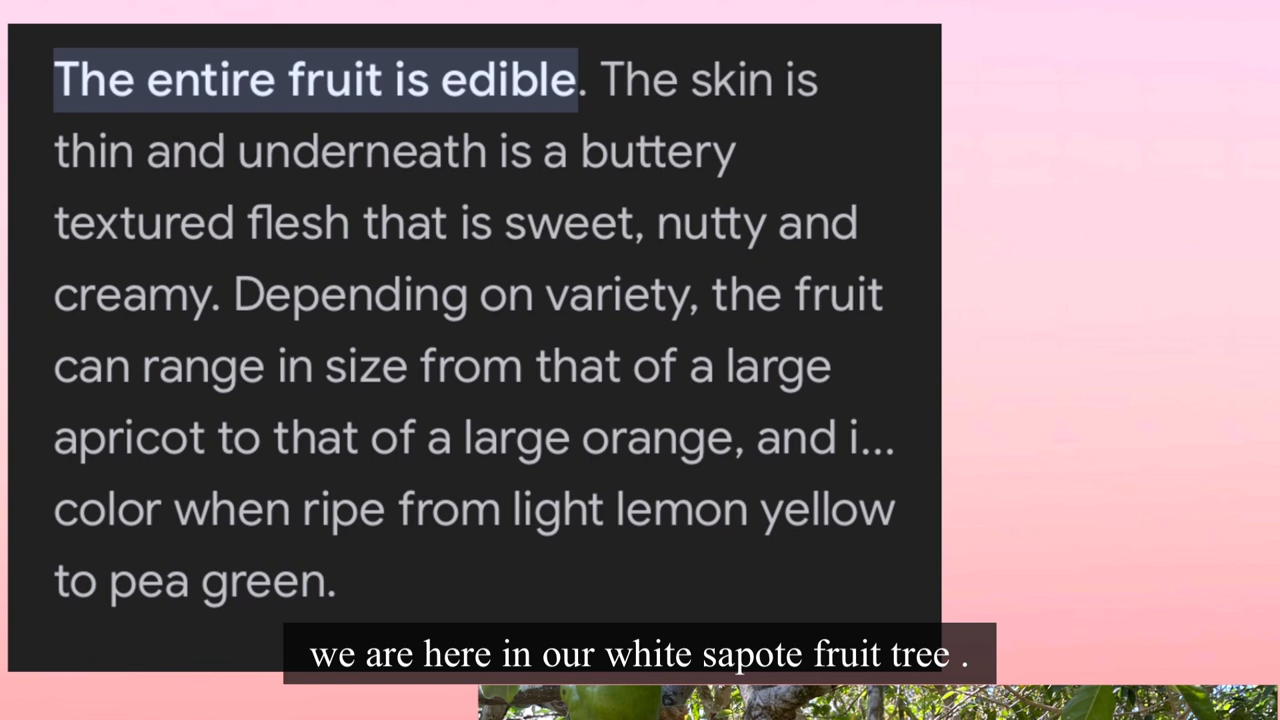 The entire fruit is edible. The skin is
thin and underneath is a buttery
textured flesh that is sweet, nutty and
creamy. Depending on variety, the fruit
can range in size from that of a large
apricot to that of a large orange, and i...
color when ripe from light lemon yellow
to pea green.
we are here in our white sapote fruit tree .